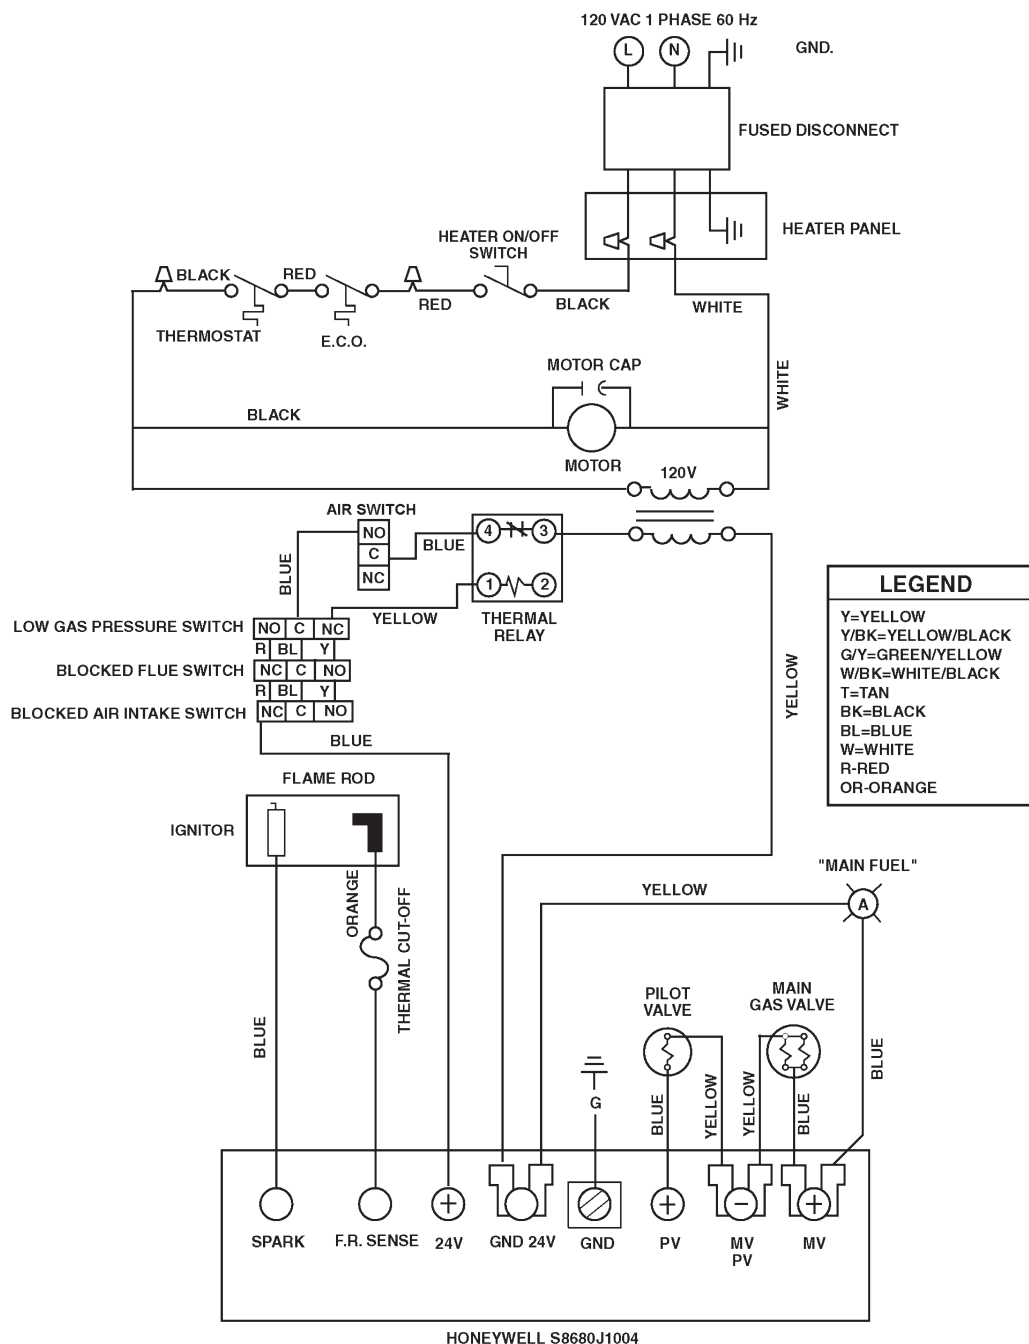 120 VAC 1 PHASE 60 Hz
L
N
GND.
FUSED DISCONNECT
HEATER PANEL
HEATER ON/OFF
SWITCH
BLACK
RED
RED
BLACK
WHITE
THERMOSTAT
E.C.O.
WHITE
MOTOR CAP
BLACK
MOTOR
120V
AIR SWITCH
NO
C
NC
BLUE
4
3
1
2
BLUE
YELLOW
THERMAL
RELAY
LOW GAS PRESSURE SWITCH
NO C NC
R BL Y
BLOCKED FLUE SWITCH
NC C NO
R BL Y
BLOCKED AIR INTAKE SWITCH
NC C NO
BLUE
YELLOW
LEGEND
Y=YELLOW
Y/BK=YELLOW/BLACK
G/Y=GREEN/YELLOW
W/BK=WHITE/BLACK
T=TAN
BK=BLACK
BL=BLUE
W=WHITE
R-RED
OR-ORANGE
FLAME ROD
IGNITOR
ORANGE
THERMAL CUT-OFF
BLUE
"MAIN FUEL"
YELLOW
A
PILOT
VALVE
MAIN
GAS VALVE
BLUE
G
BLUE
YELLOW
YELLOW
BLUE
+
+
−
+
SPARK
F.R. SENSE
24V
GND 24V
GND
PV
MV
PV
MV
HONEYWELL S8680J1004